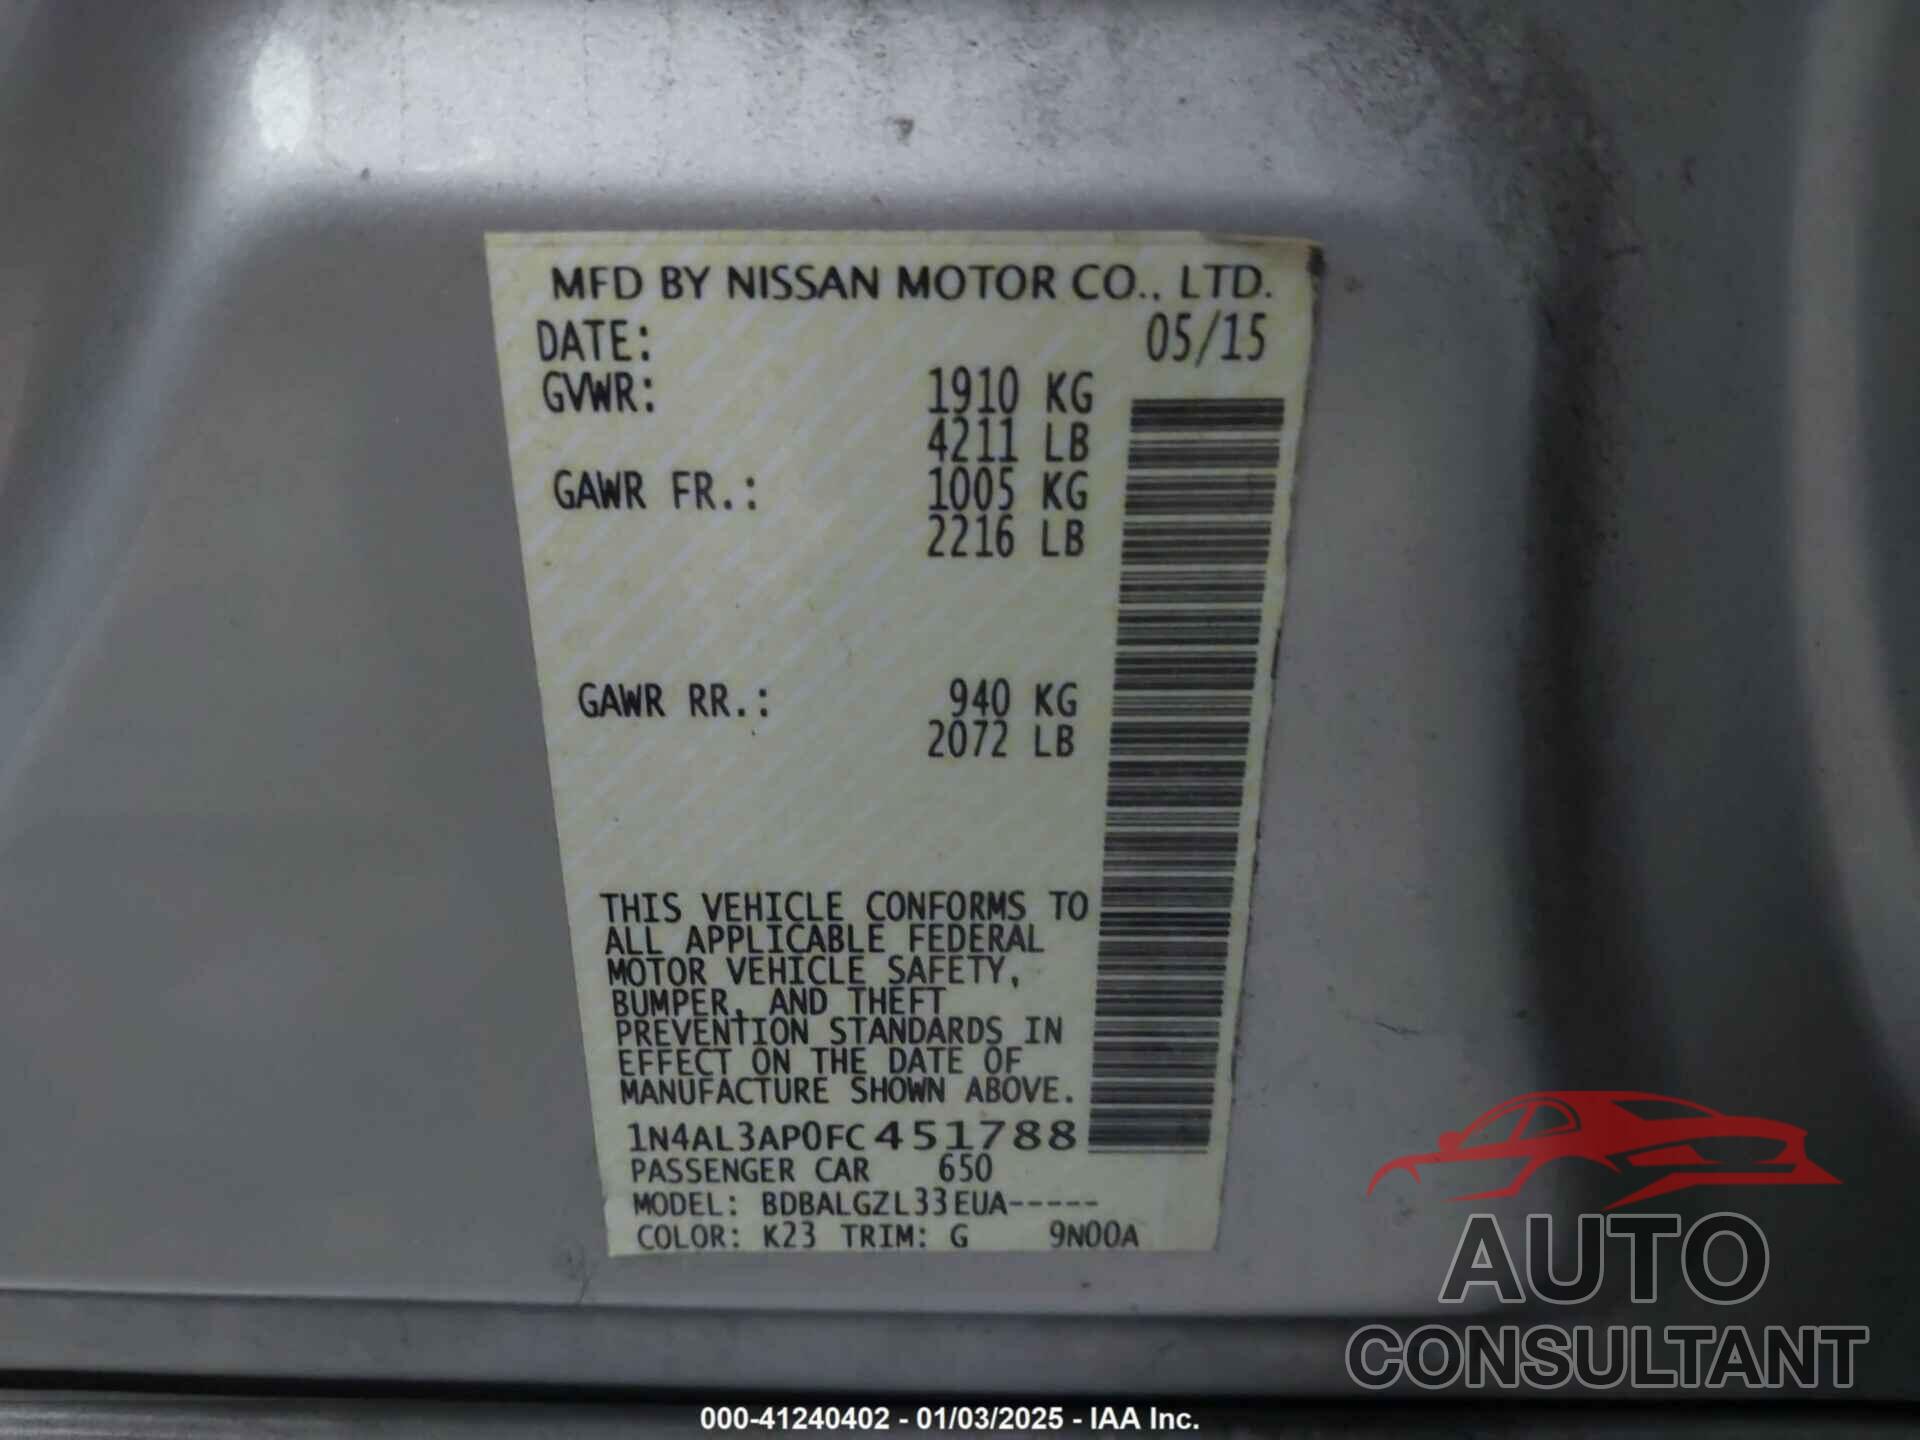 MFD BY NISSAN MOTOR CO., LTD.
DATE: 05/15
GVWR: 1910 KG
4211 LB
GAWR FR.: 1005 KG
2216 LB
GAWR RR.: 940 KG
2072 LB
THIS VEHICLE CONFORMS TO
ALL APPLICABLE FEDERAL
MOTOR VEHICLE SAFETY,
BUMPER, AND THEFT
PREVENTION STANDARDS IN
EFFECT ON THE DATE OF
MANUFACTURE SHOWN ABOVE.
1N4AL3AP0FC451788
PASSENGER CAR 650
MODEL: BDBALGZL33EUA-----
COLOR: K23 TRIM: G 9N00A
AUTO
CONSULTANT
000-41240402 - 01/03/2025 - IAA Inc.